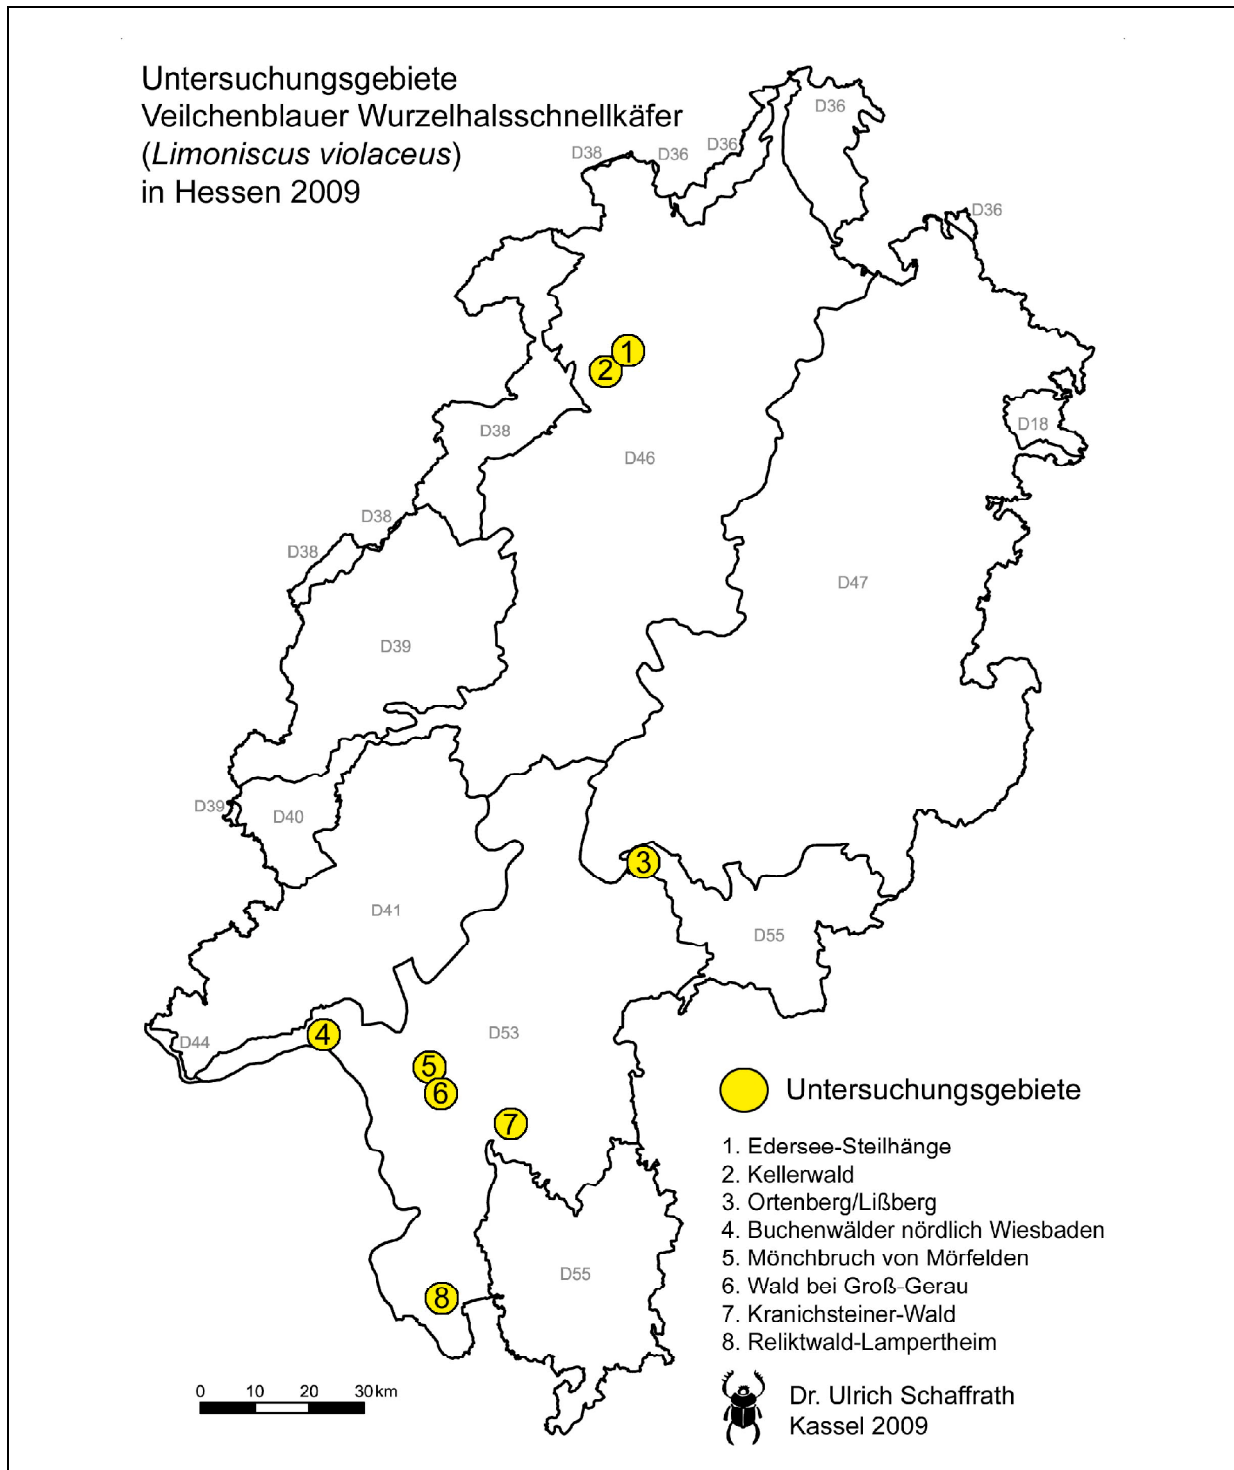 Untersuchungsgebiete
Veilchenblauer Wurzelhalsschnellkäfer
(Limoniscus violaceus)
in Hessen 2009
D36
D36
D36
D38
D36
1
2
D18
D38
D46
D38
D38
D47
D39
D39
D40
3
D41
D55
4
D44
D53
5
6
7
Untersuchungsgebiete
1. Edersee-Steilhänge
2. Kellerwald
3. Ortenberg/Lißberg
4. Buchenwälder nördlich Wiesbaden
5. Mönchbruch von Mörfelden
6. Wald bei Groß-Gerau
7. Kranichsteiner-Wald
8. Reliktwald-Lampertheim
D55
8
0 10 20 30 km
Dr. Ulrich Schaffrath
Kassel 2009